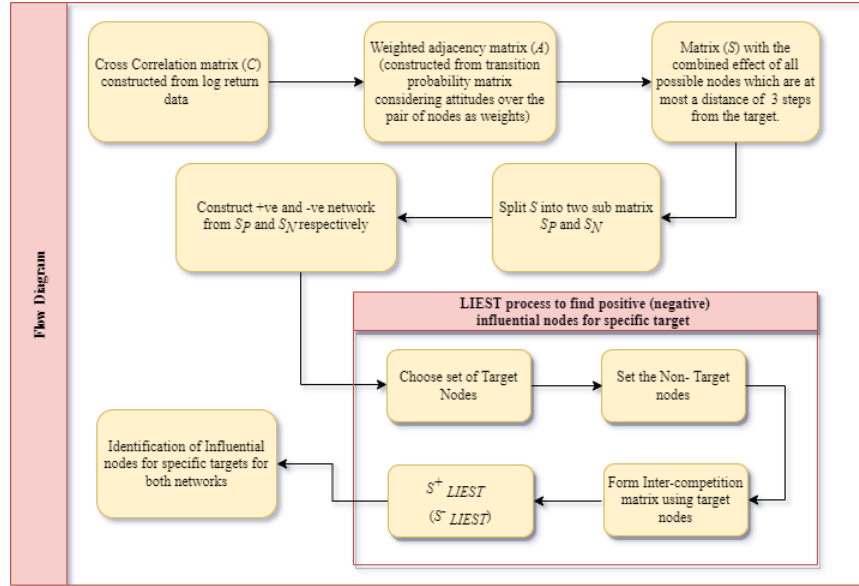 Flow Diagram
Cross Correlation matrix (C)
constructed from log return
data
Weighted adjacency matrix (A)
(constructed from transition
probability matrix
considering attitudes over the
pair of nodes as weights)
Matrix (S) with the
combined effect of all
possible nodes which are at
most a distance of 3 steps
from the target.
Split S into two sub matrix
SP and SN
Construct +ve and -ve network
from SP and SN respectively
LIEST process to find positive (negative)
influential nodes for specific target
Choose set of Target
Nodes
Set the Non- Target
nodes
Form Inter-competition
matrix using target
nodes
S+ LIEST
(S- LIEST)
Identification of Influential
nodes for specific targets for
both networks